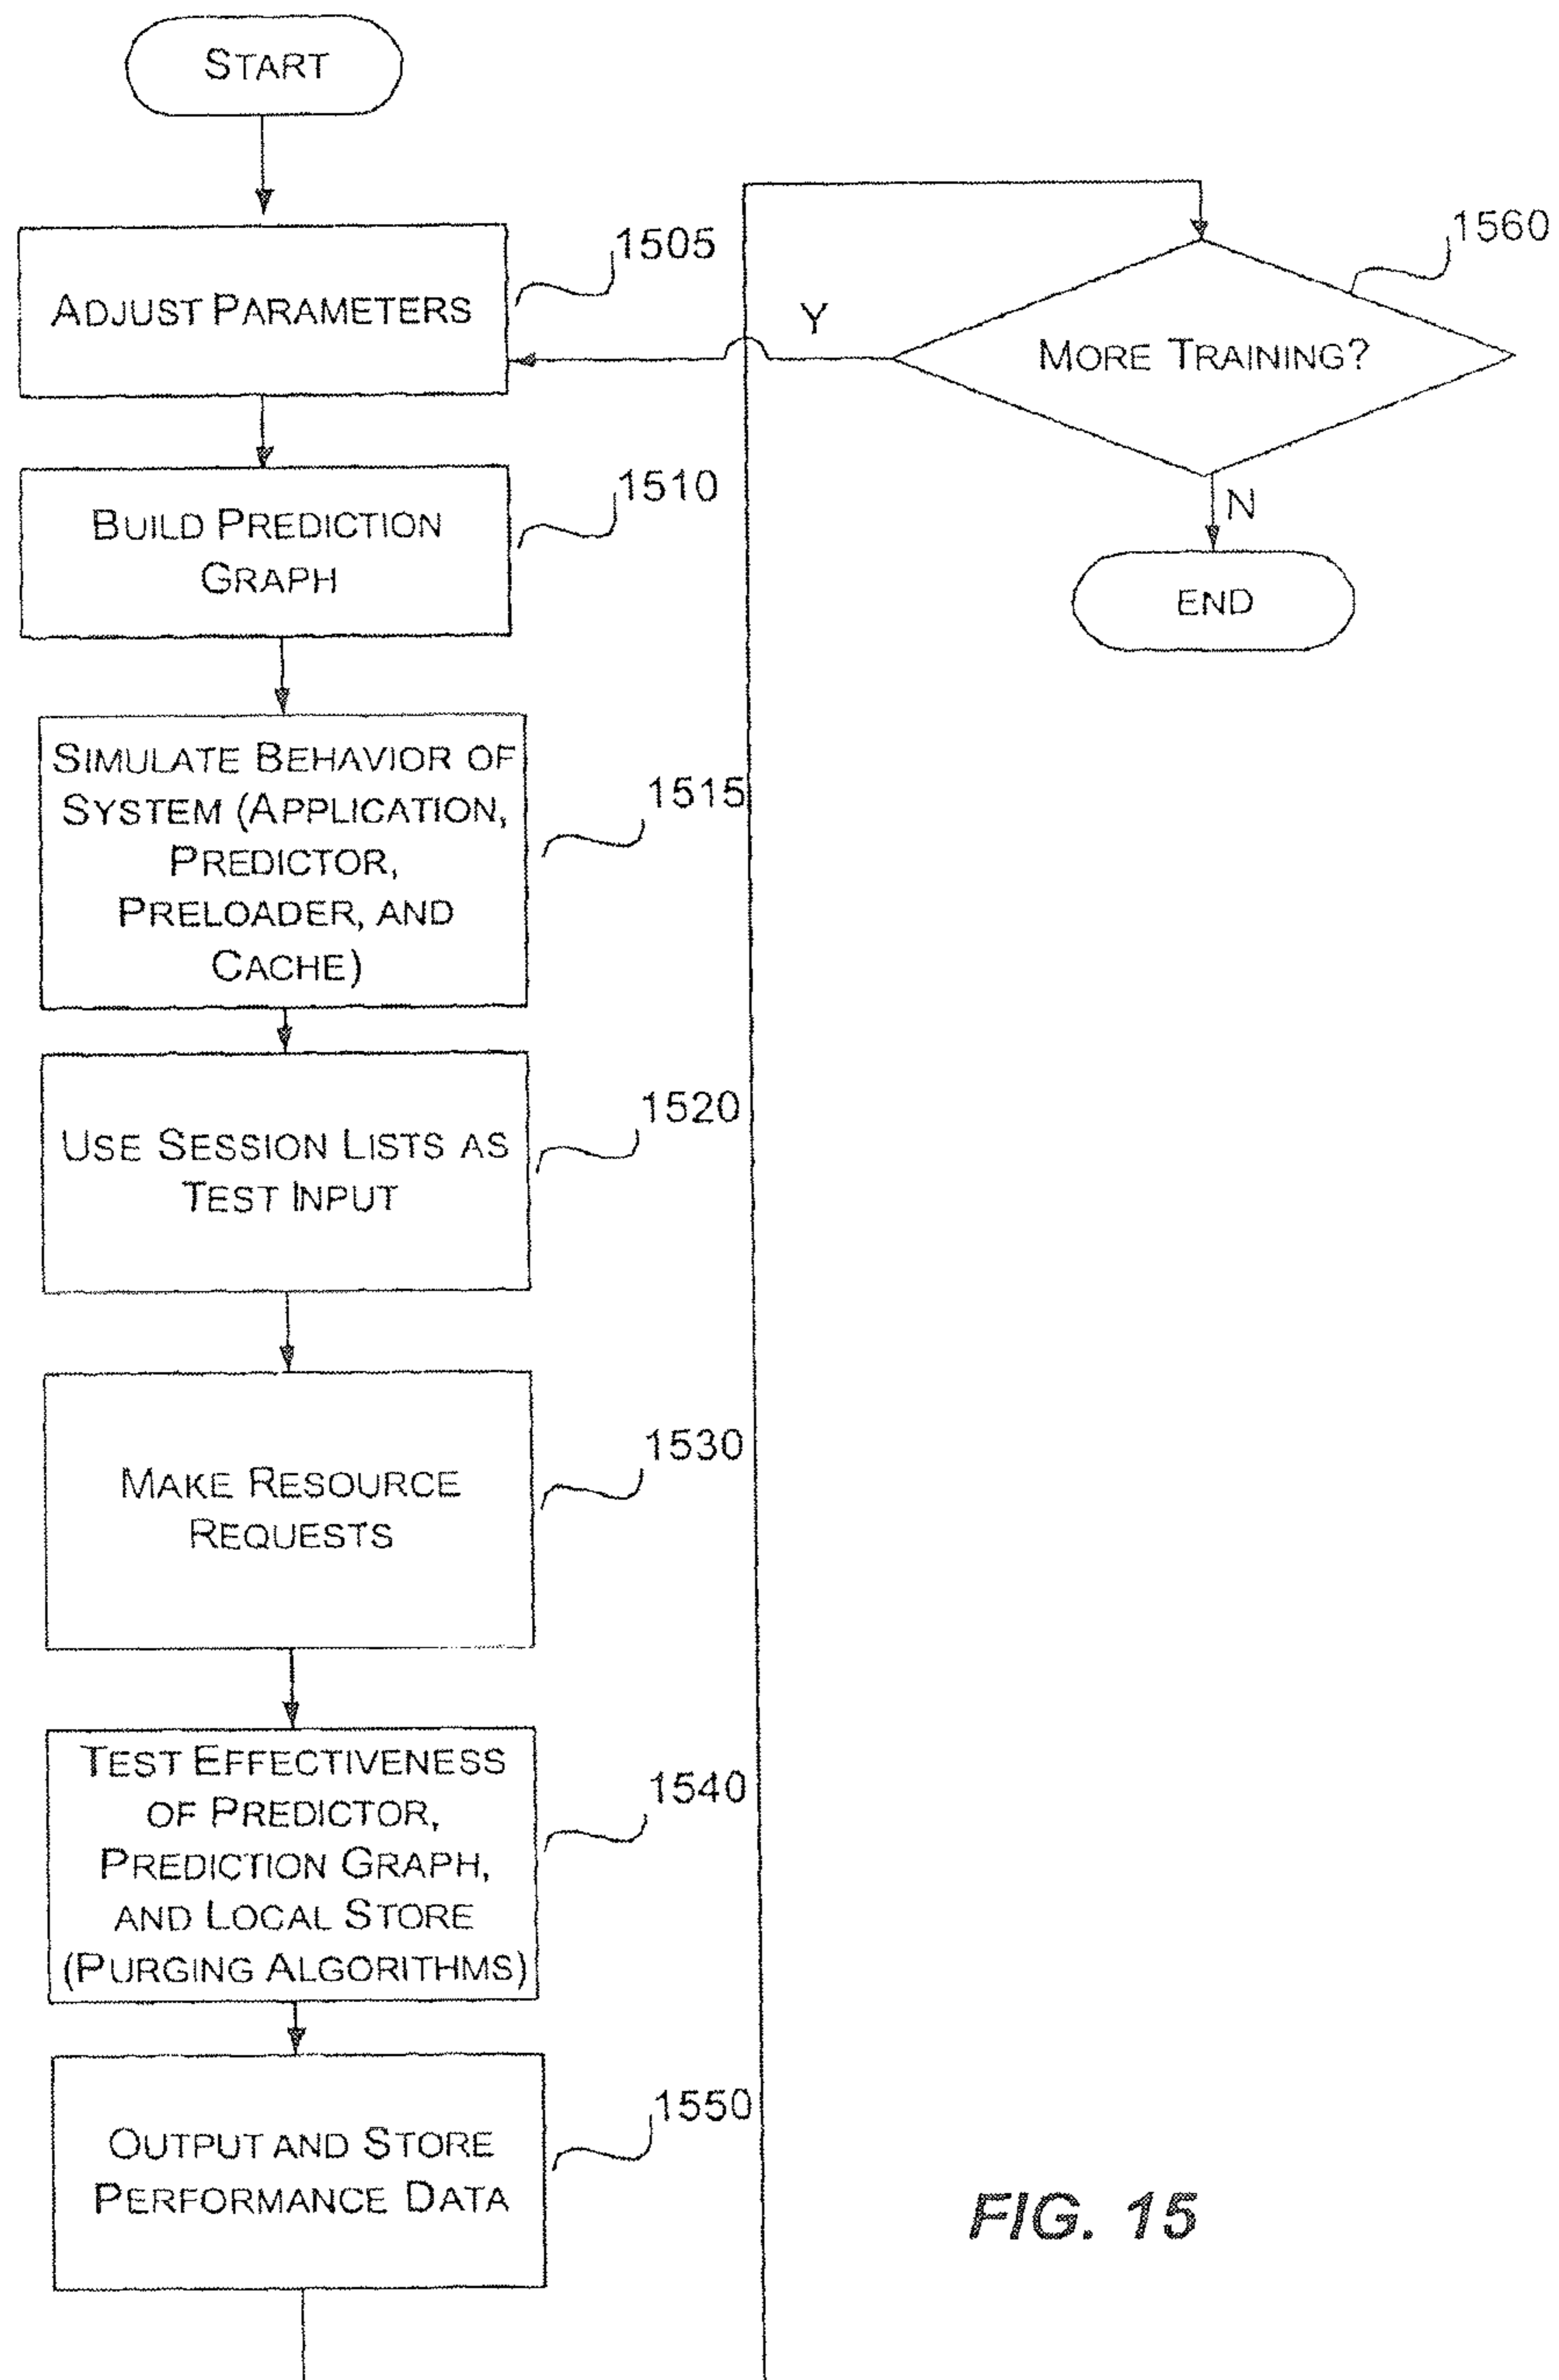 START
ADJUST PARAMETERS
1505
BUILD PREDICTION
GRAPH
1510
SIMULATE BEHAVIOR OF
SYSTEM (APPLICATION,
PREDICTOR,
PRELOADER, AND
CACHE)
1515
USE SESSION LISTS AS
TEST INPUT
1520
MAKE RESOURCE
REQUESTS
1530
TEST EFFECTIVENESS
OF PREDICTOR,
PREDICTION GRAPH,
AND LOCAL STORE
(PURGING ALGORITHMS)
1540
OUTPUT AND STORE
PERFORMANCE DATA
1550
1560
MORE TRAINING?
Y
N
END
FIG. 15